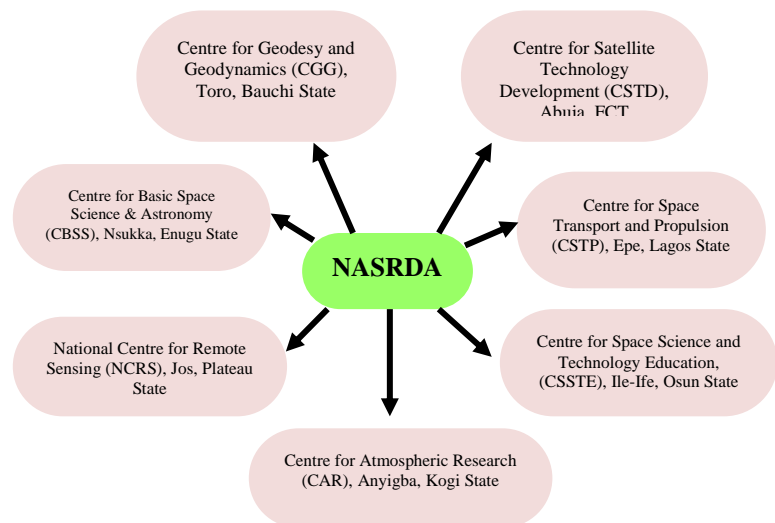 Centre for Geodesy and
Geodynamics (CGG),
Toro, Bauchi State
Centre for Satellite
Technology
Development (CSTD),
Abuja, FCT
Centre for Basic Space
Science & Astronomy
(CBSS), Nsukka, Enugu State
Centre for Space
Transport and Propulsion
(CSTP), Epe, Lagos State
NASRDA
National Centre for Remote
Sensing (NCRS), Jos, Plateau
State
Centre for Space Science and
Technology Education,
(CSSTE), Ile-Ife, Osun State
Centre for Atmospheric Research
(CAR), Anyigba, Kogi State